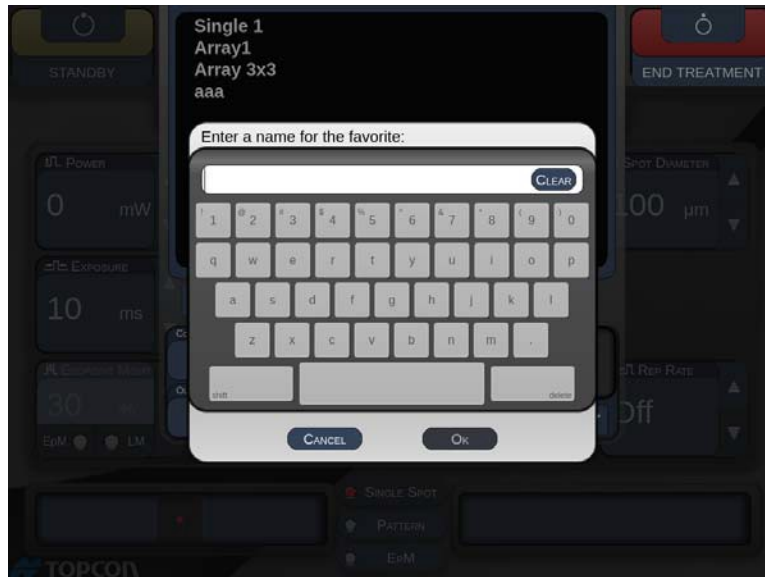 Single 1
Array1
Array 3x3
aaa
STANDBY
END TREATMENT
Enter a name for the favorite:
CLEAR
POWER
0 mW
SPOT DIAMETER
100 µm
! 1 @ 2 # 3 $ 4 % 5 ^ 6 & 7 * 8 ( 9 ) 0
q w e r t y u i o p
a s d f g h j k l
z x c v b n m .
shift delete
EXPOSURE
10 ms
30
EpM LM
REP RATE
Off
CANCEL OK
SINGLE SPOT
PATTERN
EPM
TOPCON